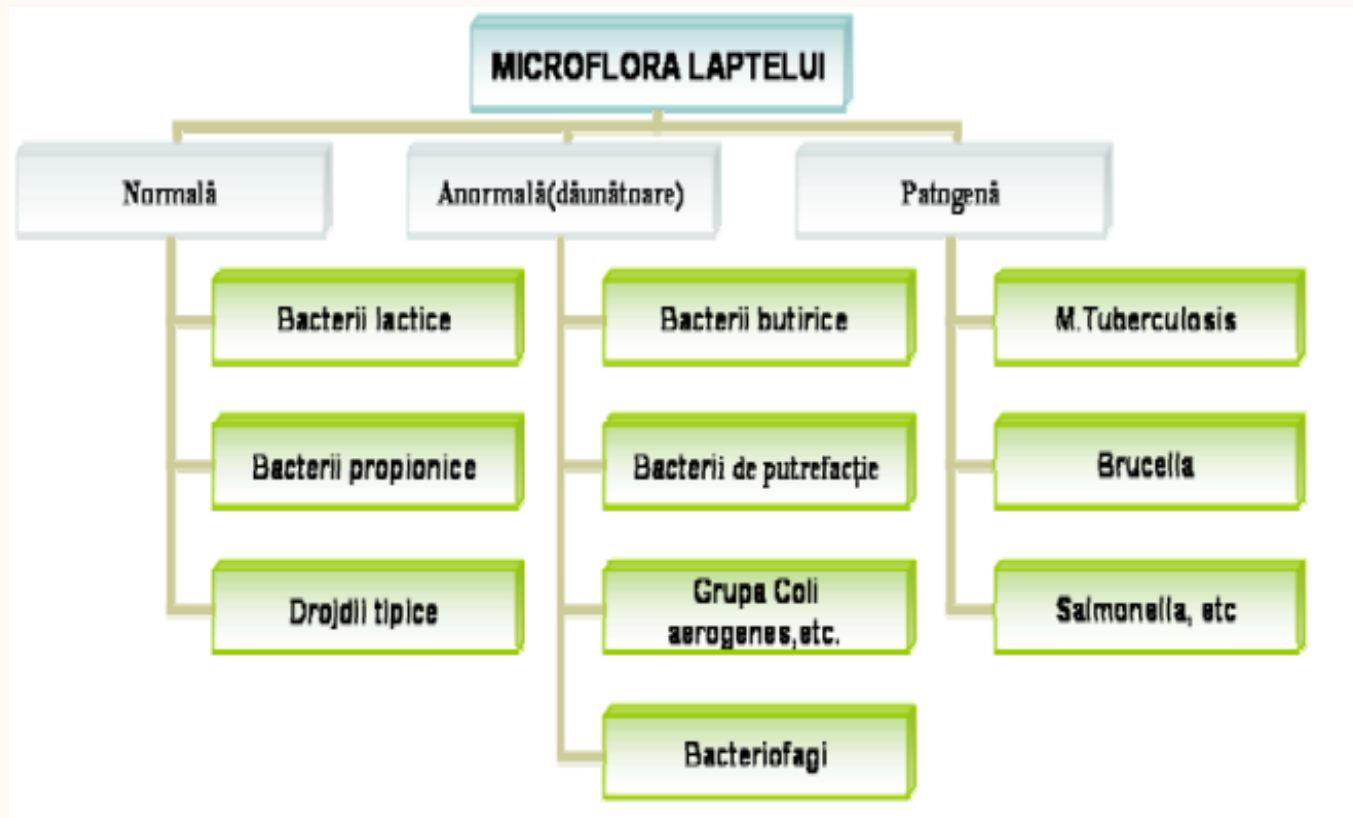 MICROFLORA LAPTELUI
Normală
Anormală(dăunătoare)
Patogenă
Bacterii lactice
Bacterii butirice
M.Tuberculosis
Bacterii propionice
Bacterii de putrefacţie
Brucella
Drojdii tipice
Grupa Coli
aerogenes,etc.
Salmonella, etc
Bacteriofagi